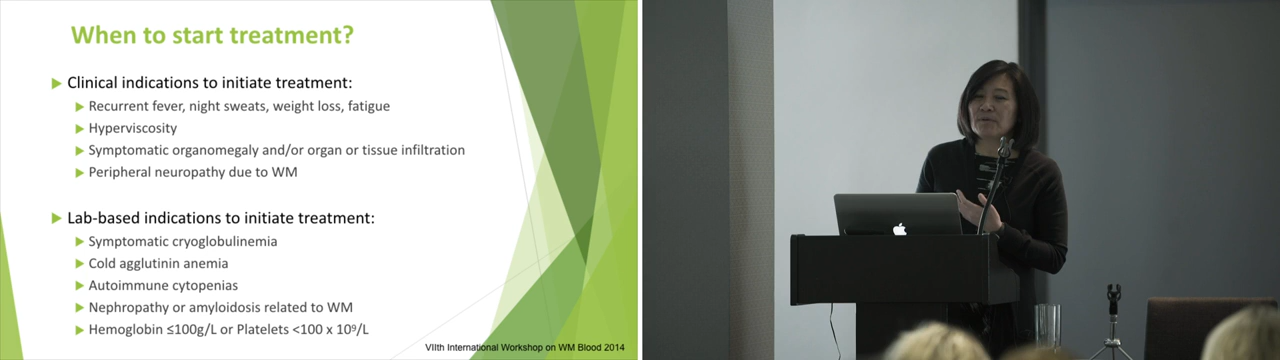 When to start treatment?
Clinical indications to initiate treatment:
Recurrent fever, night sweats, weight loss, fatigue
Hyperviscosity
Symptomatic organomegaly and/or organ or tissue infiltration
Peripheral neuropathy due to WM
Lab-based indications to initiate treatment:
Symptomatic cryoglobulinemia
Cold agglutinin anemia
Autoimmune cytopenias
Nephropathy or amyloidosis related to WM
Hemoglobin ≤100g/L or Platelets <100 x 10⁹/L
VIIth International Workshop on WM Blood 2014